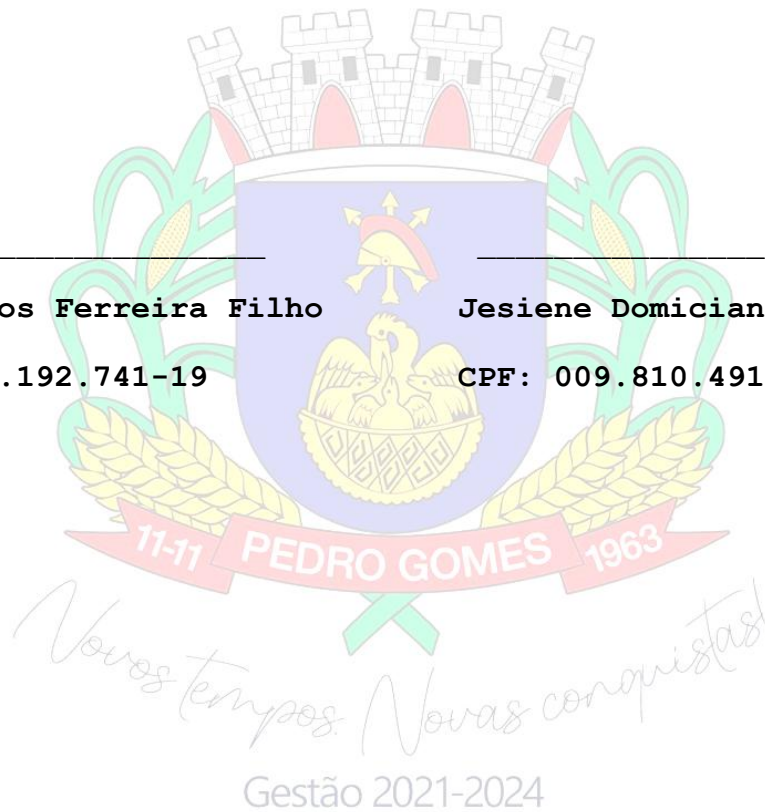 os Ferreira Filho Jesiene Domician
.192.741-19 CPF: 009.810.491
11-11 PEDRO GOMES 1963
Novos tempos. Novas conquistas!
Gestão 2021-2024